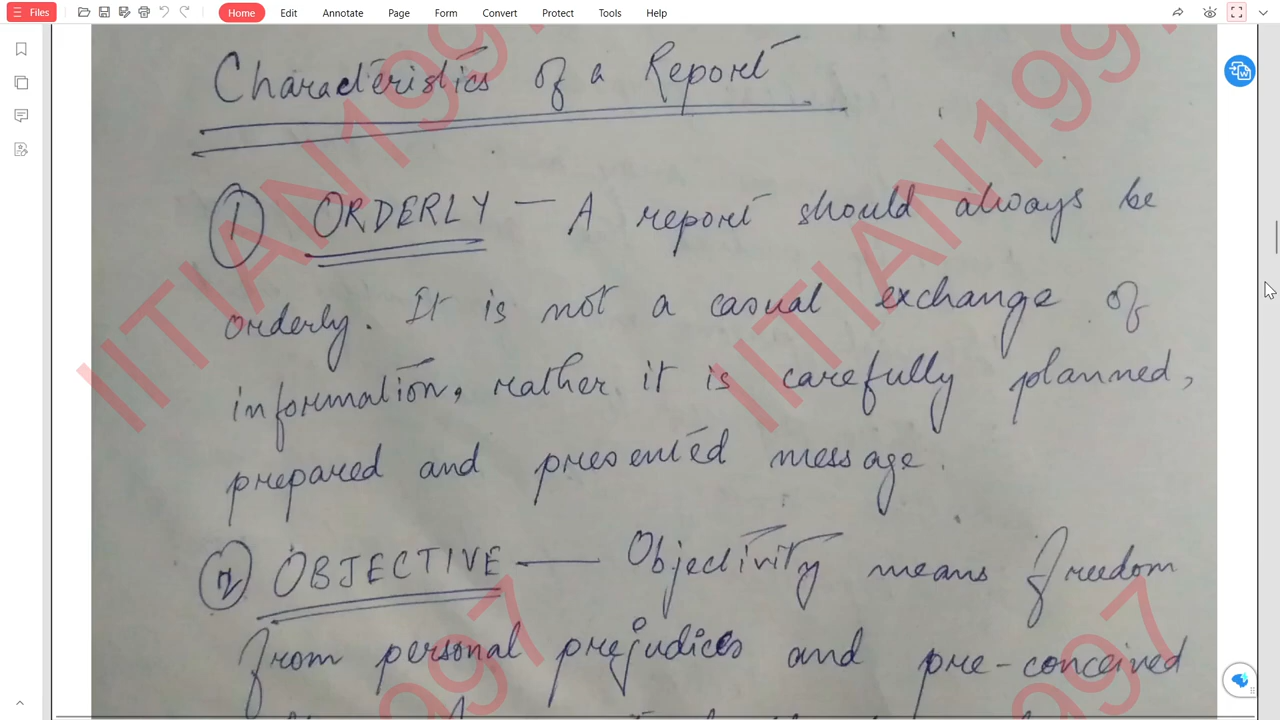 Files
Home
Edit
Annotate
Page
Form
Convert
Protect
Tools
Help
Characteristics of a Report
① ORDERLY — A report should always be
orderly. It is not a casual exchange of
information, rather it is carefully planned,
prepared and presented message.
② OBJECTIVE — Objectivity means freedom
from personal prejudices and pre-conceived
IITIAN1997
IITIAN1997